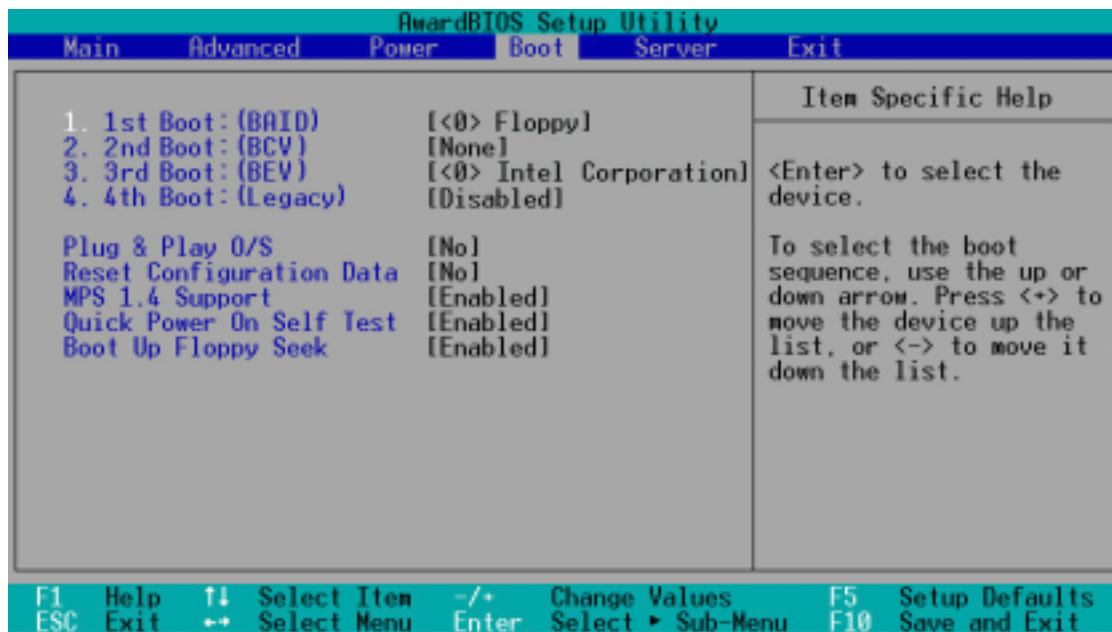 AwardBIOS Setup Utility
Main Advanced Power Boot Server Exit
1. 1st Boot:(BAID) [<0> Floppy]
2. 2nd Boot:(BCV) [None]
3. 3rd Boot:(BEV) [<0> Intel Corporation]
4. 4th Boot:(Legacy) [Disabled]
Plug & Play O/S [No]
Reset Configuration Data [No]
MPS 1.4 Support [Enabled]
Quick Power On Self Test [Enabled]
Boot Up Floppy Seek [Enabled]
Item Specific Help
<Enter> to select the
device.
To select the boot
sequence, use the up or
down arrow. Press <+> to
move the device up the
list, or <-> to move it
down the list.
F1 Help ↑↓ Select Item -/+ Change Values F5 Setup Defaults
ESC Exit ←→ Select Menu Enter Select ► Sub-Menu F10 Save and Exit